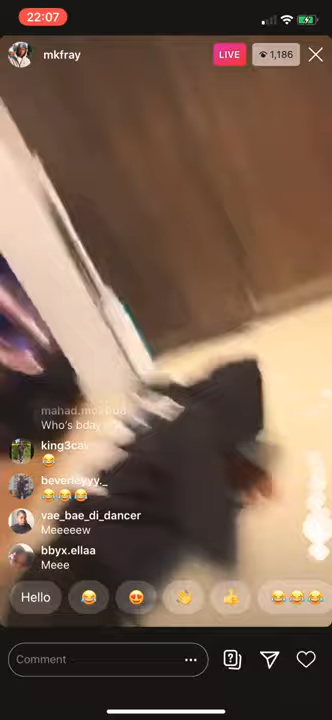 22:07
mkfray
LIVE
1,186
Who's bday
king3cav
😂
beverleyyy._
😂😂😂
vae_bae_di_dancer
Meeeeew
bbyx.ellaa
Meee
Hello
😂
😍
👏
👍
😂😂😂
Comment